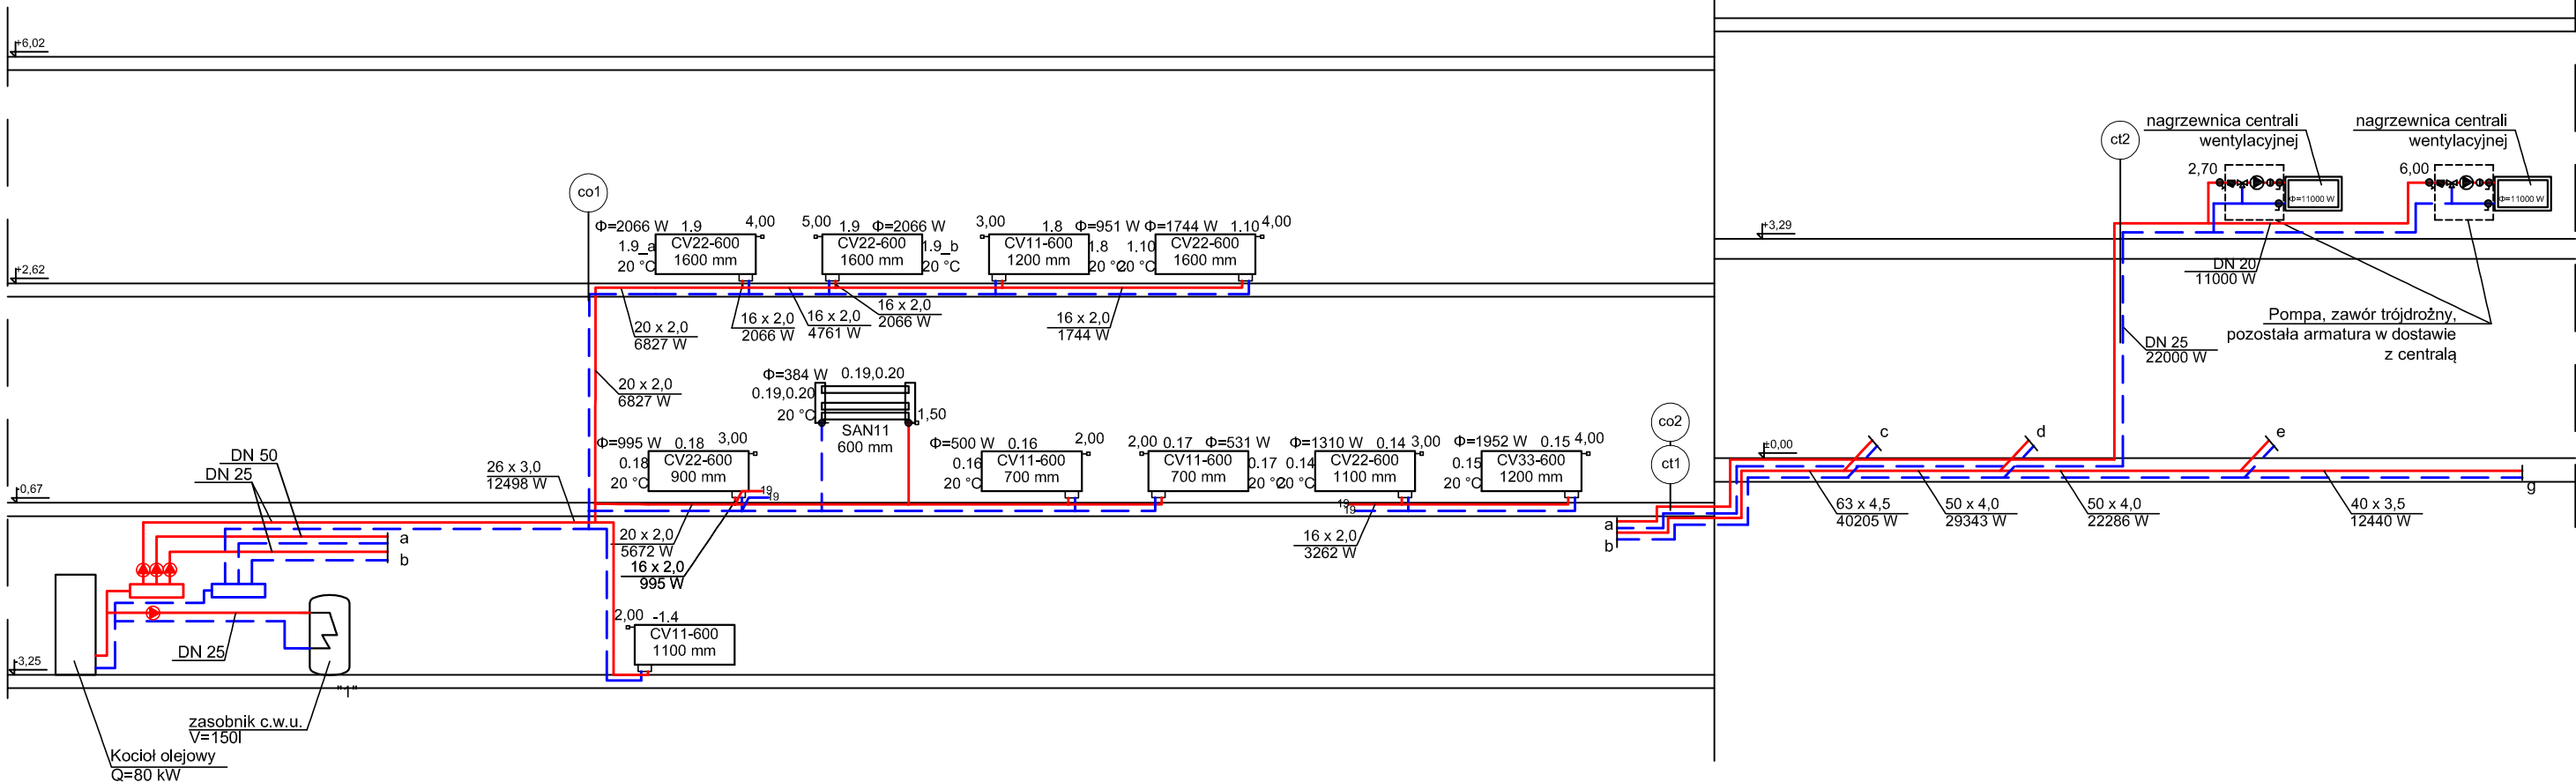 +6,02
+2,62
+0,67
-3,25
co1
Φ=2066 W 1.9 4,00
1.9_a
20 °C
CV22-600
1600 mm
5,00 1.9 Φ=2066 W
CV22-600
1600 mm
1.9_b
20 °C
3,00 1.8 Φ=951 W
CV11-600
1200 mm
1.8
20 °C
Φ=1744 W 1.10 4,00
1.10
20 °C
CV22-600
1600 mm
20 x 2,0
6827 W
16 x 2,0
2066 W
16 x 2,0
4761 W
16 x 2,0
2066 W
16 x 2,0
1744 W
20 x 2,0
6827 W
Φ=384 W 0.19,0.20
0.19,0.20
20 °C
1,50
SAN11
600 mm
Φ=995 W 0.18 3,00
0.18
20 °C
CV22-600
900 mm
19
19
Φ=500 W 0.16 2,00
0.16
20 °C
CV11-600
700 mm
2,00 0.17 Φ=531 W
CV11-600
700 mm
0.17
20 °C
Φ=1310 W 0.14 3,00
0.14
20 °C
CV22-600
1100 mm
19
19
Φ=1952 W 0.15 4,00
0.15
20 °C
CV33-600
1200 mm
DN 50
DN 25
26 x 3,0
12498 W
20 x 2,0
5672 W
16 x 2,0
995 W
16 x 2,0
3262 W
a
b
2,00 -1.4
CV11-600
1100 mm
DN 25
"1"
zasobnik c.w.u.
V=150l
Kocioł olejowy
Q=80 kW
co2
ct1
a
b
ct2
nagrzewnica centrali
wentylacyjnej
nagrzewnica centrali
wentylacyjnej
2,70
Φ=11000 W
6,00
Φ=11000 W
+3,29
DN 20
11000 W
Pompa, zawór trójdrożny,
pozostała armatura w dostawie
z centralą
DN 25
22000 W
±0,00
c
d
e
g
63 x 4,5
40205 W
50 x 4,0
29343 W
50 x 4,0
22286 W
40 x 3,5
12440 W